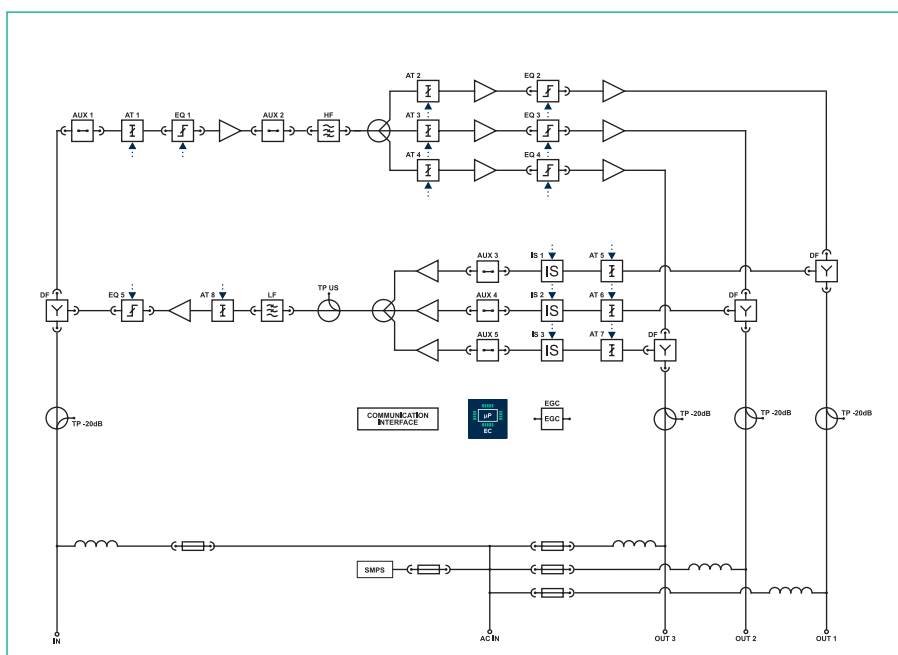 AT 2
EQ 2
AUX 1
AT 1
EQ 1
AUX 2
HF
AT 3
EQ 3
AT 4
EQ 4
AUX 3
IS 1
AT 5
DF
IS
TP US
DF
EQ 5
AT 8
LF
AUX 4
IS 2
AT 6
DF
IS
AUX 5
IS 3
AT 7
DF
IS
TP -20dB
COMMUNICATION
INTERFACE
µP
EC
EGC
EGC
TP -20dB
TP -20dB
TP -20dB
SMPS
IN
AC IN
OUT 3
OUT 2
OUT 1